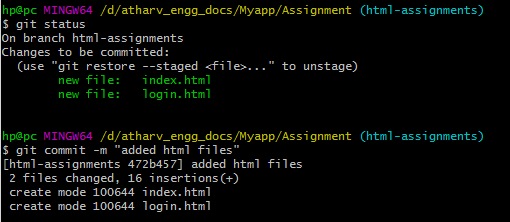 hp@pc MINGW64 /d/atharv_engg_docs/Myapp/Assignment (html-assignments)
$ git status
On branch html-assignments
Changes to be committed:
  (use "git restore --staged <file>..." to unstage)
        new file:   index.html
        new file:   login.html

hp@pc MINGW64 /d/atharv_engg_docs/Myapp/Assignment (html-assignments)
$ git commit -m "added html files"
[html-assignments 472b457] added html files
 2 files changed, 16 insertions(+)
 create mode 100644 index.html
 create mode 100644 login.html